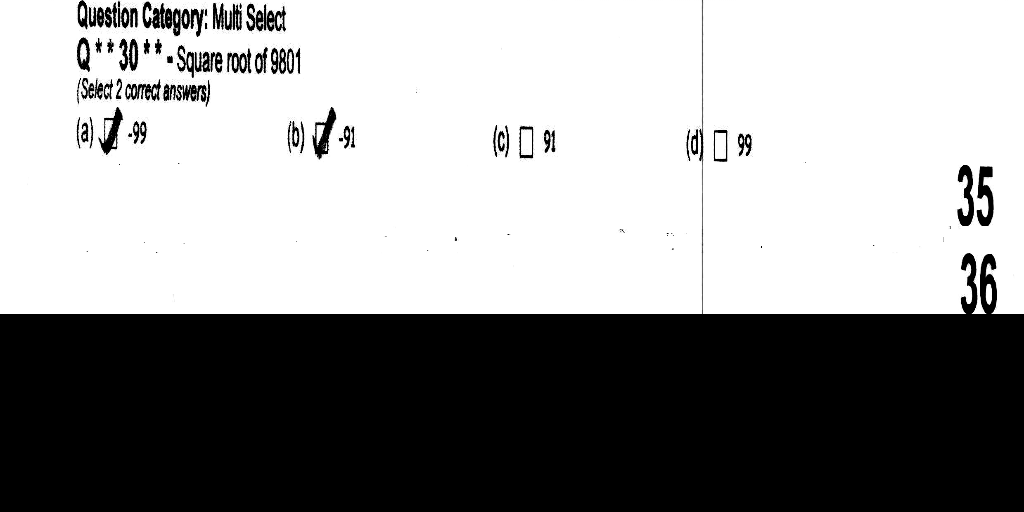 Question Category: Multi Select
Q * * 30 * * - Square root of 9801
(Select 2 correct answers)
(a) -99 (b) -91 (c) 91 (d) 99
35
36